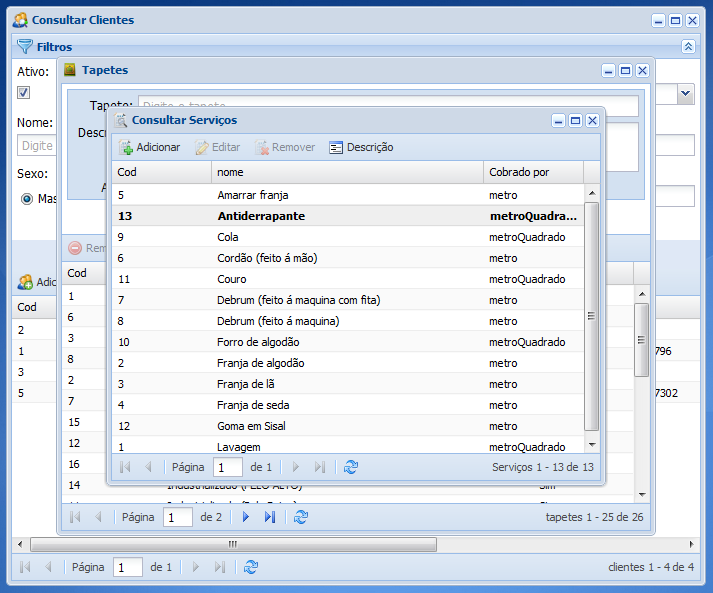 Consultar Clientes
Filtros
Ativo:
Nome:
Digite
Sexo:
Mas
Adic
Cod
2
1
3
5
796
7302
Página 1 de 1
clientes 1 - 4 de 4
Tapetes
Tapete: Digite o tapete
Descr
A
Rem
Cod
1
6
3
8
2
7
15
12
16
14 Industrializado (PELO ALTO) Sim
Página 1 de 2
tapetes 1 - 25 de 26
Consultar Serviços
Adicionar Editar Remover Descrição
Cod nome Cobrado por
5 Amarrar franja metro
13 Antiderrapante metroQuadra...
9 Cola metroQuadrado
6 Cordão (feito á mão) metro
11 Couro metroQuadrado
7 Debrum (feito á maquina com fita) metro
8 Debrum (feito á maquina) metro
10 Forro de algodão metroQuadrado
2 Franja de algodão metro
3 Franja de lã metro
4 Franja de seda metro
12 Goma em Sisal metro
1 Lavagem metroQuadrado
Página 1 de 1
Serviços 1 - 13 de 13